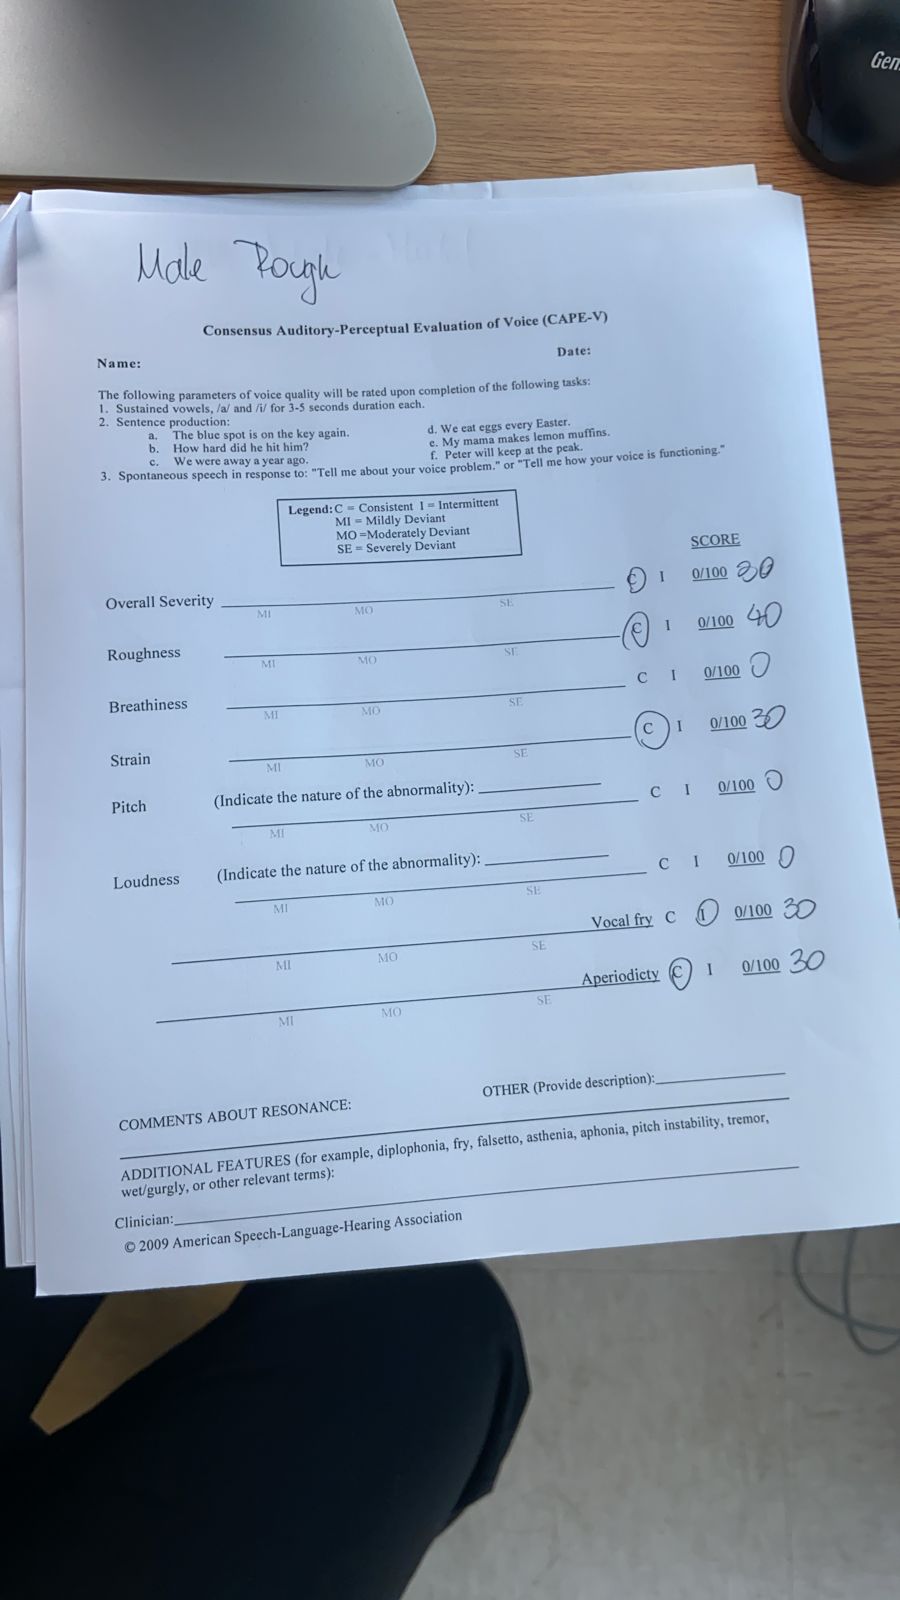 Gen
Male Rough
Consensus Auditory-Perceptual Evaluation of Voice (CAPE-V)
Name: Date:
The following parameters of voice quality will be rated upon completion of the following tasks:
1. Sustained vowels, /a/ and /i/ for 3-5 seconds duration each.
2. Sentence production:
a. The blue spot is on the key again. d. We eat eggs every Easter.
b. How hard did he hit him? e. My mama makes lemon muffins.
c. We were away a year ago. f. Peter will keep at the peak.
3. Spontaneous speech in response to: "Tell me about your voice problem." or "Tell me how your voice is functioning."
Legend: C = Consistent I = Intermittent
MI = Mildly Deviant
MO =Moderately Deviant
SE = Severely Deviant
SCORE
Overall Severity C I 0/100
MI MO SE
Roughness C I 0/100 40
MI MO SE
Breathiness C I 0/100 0
MI MO SE
Strain C I 0/100 30
MI MO SE
Pitch (Indicate the nature of the abnormality): C I 0/100 0
MI MO SE
Loudness (Indicate the nature of the abnormality): C I 0/100 0
MI MO SE
Vocal fry C I 0/100 30
MI MO SE
Aperiodicty C I 0/100 30
MI MO SE
COMMENTS ABOUT RESONANCE: OTHER (Provide description):
ADDITIONAL FEATURES (for example, diplophonia, fry, falsetto, asthenia, aphonia, pitch instability, tremor,
wet/gurgly, or other relevant terms):
Clinician:
© 2009 American Speech-Language-Hearing Association